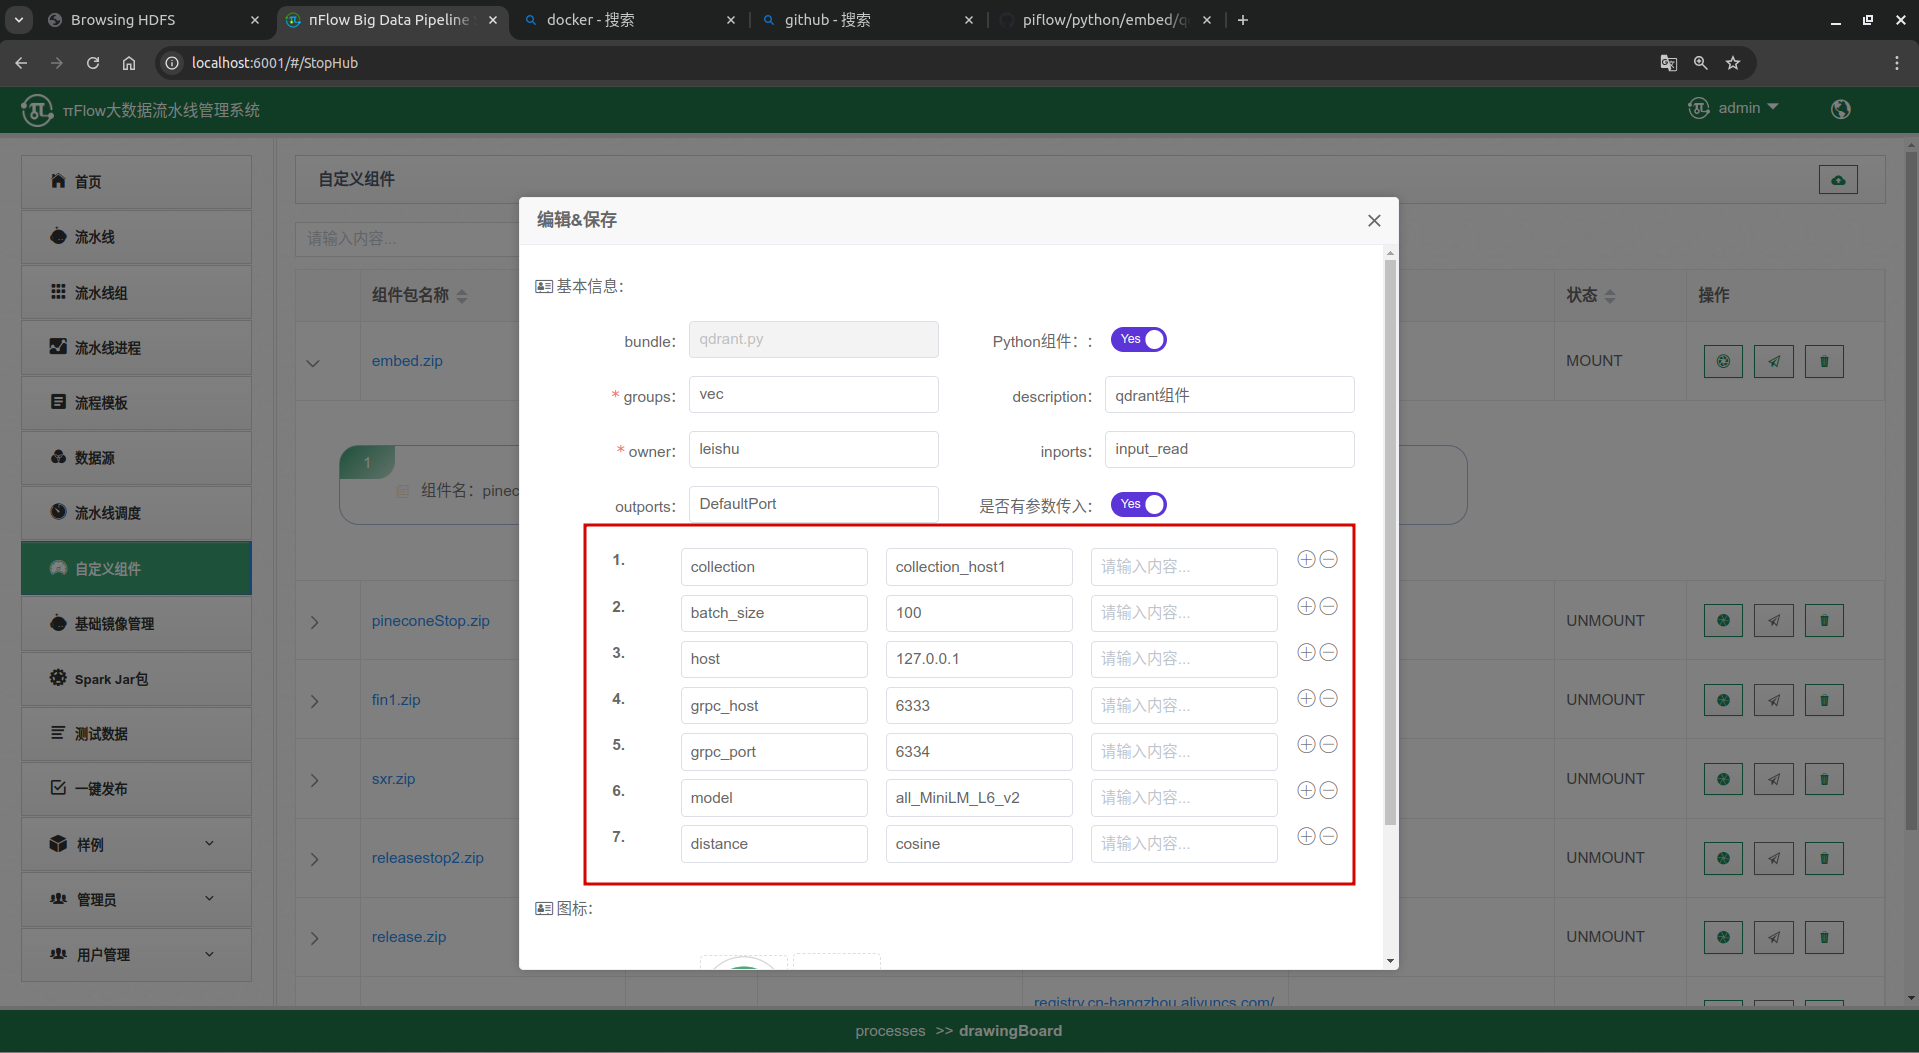 Browsing HDFS
πFlow Big Data Pipeline
docker - 搜索
github - 搜索
piflow/python/embed/q
localhost:6001/#/StopHub
πFlow大数据流水线管理系统
admin
首页
流水线
流水线组
流水线进程
流程模板
数据源
流水线调度
自定义组件
基础镜像管理
Spark Jar包
测试数据
一键发布
样例
管理员
用户管理
自定义组件
请输入内容...
组件包名称
状态
操作
embed.zip
MOUNT
1
组件名：pinec
pineconeStop.zip
UNMOUNT
fin1.zip
UNMOUNT
sxr.zip
UNMOUNT
releasestop2.zip
UNMOUNT
release.zip
UNMOUNT
registry.cn-hangzhou.aliyuncs.com/
编辑&保存
基本信息：
bundle：
qdrant.py
Python组件：:
Yes
* groups：
vec
description：
qdrant组件
* owner：
leishu
inports：
input_read
outports：
DefaultPort
是否有参数传入：
Yes
1. collection collection_host1 请输入内容...
2. batch_size 100 请输入内容...
3. host 127.0.0.1 请输入内容...
4. grpc_host 6333 请输入内容...
5. grpc_port 6334 请输入内容...
6. model all_MiniLM_L6_v2 请输入内容...
7. distance cosine 请输入内容...
图标：
processes >> drawingBoard